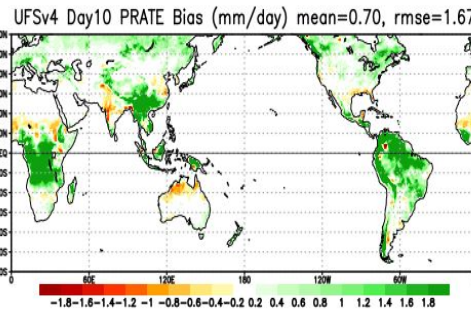 UFSv4 Day10 PRATE Bias (mm/day) mean=0.70, rmse=1.67
EQ
0 60E 120E 180 120W 60W
-1.8 -1.6 -1.4 -1.2 -1 -0.8 -0.6 -0.4 -0.2 0.2 0.4 0.6 0.8 1 1.2 1.4 1.6 1.8